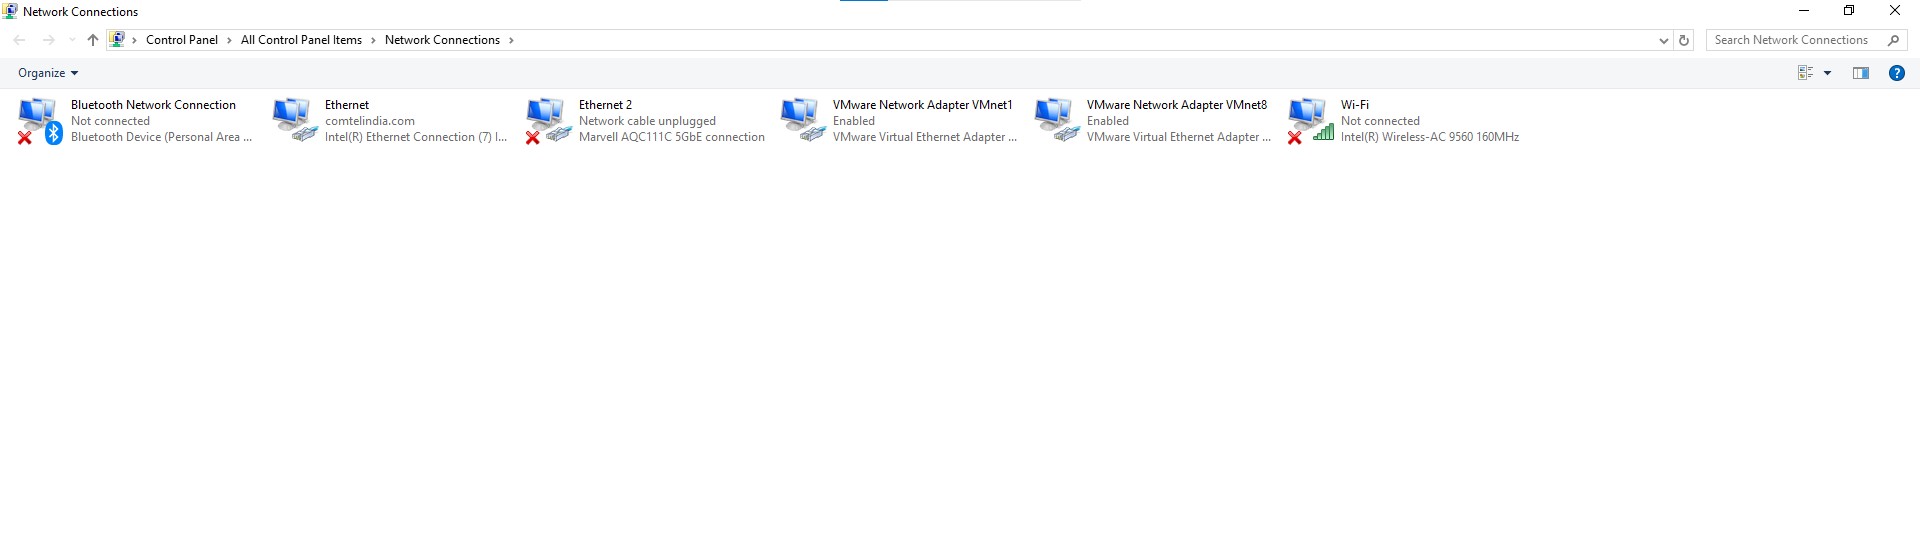 Network Connections
Control Panel > All Control Panel Items > Network Connections >
Search Network Connections
Organize
Bluetooth Network Connection
Not connected
Bluetooth Device (Personal Area ...
Ethernet
comtelindia.com
Intel(R) Ethernet Connection (7) I...
Ethernet 2
Network cable unplugged
Marvell AQC111C 5GbE connection
VMware Network Adapter VMnet1
Enabled
VMware Virtual Ethernet Adapter ...
VMware Network Adapter VMnet8
Enabled
VMware Virtual Ethernet Adapter ...
Wi-Fi
Not connected
Intel(R) Wireless-AC 9560 160MHz